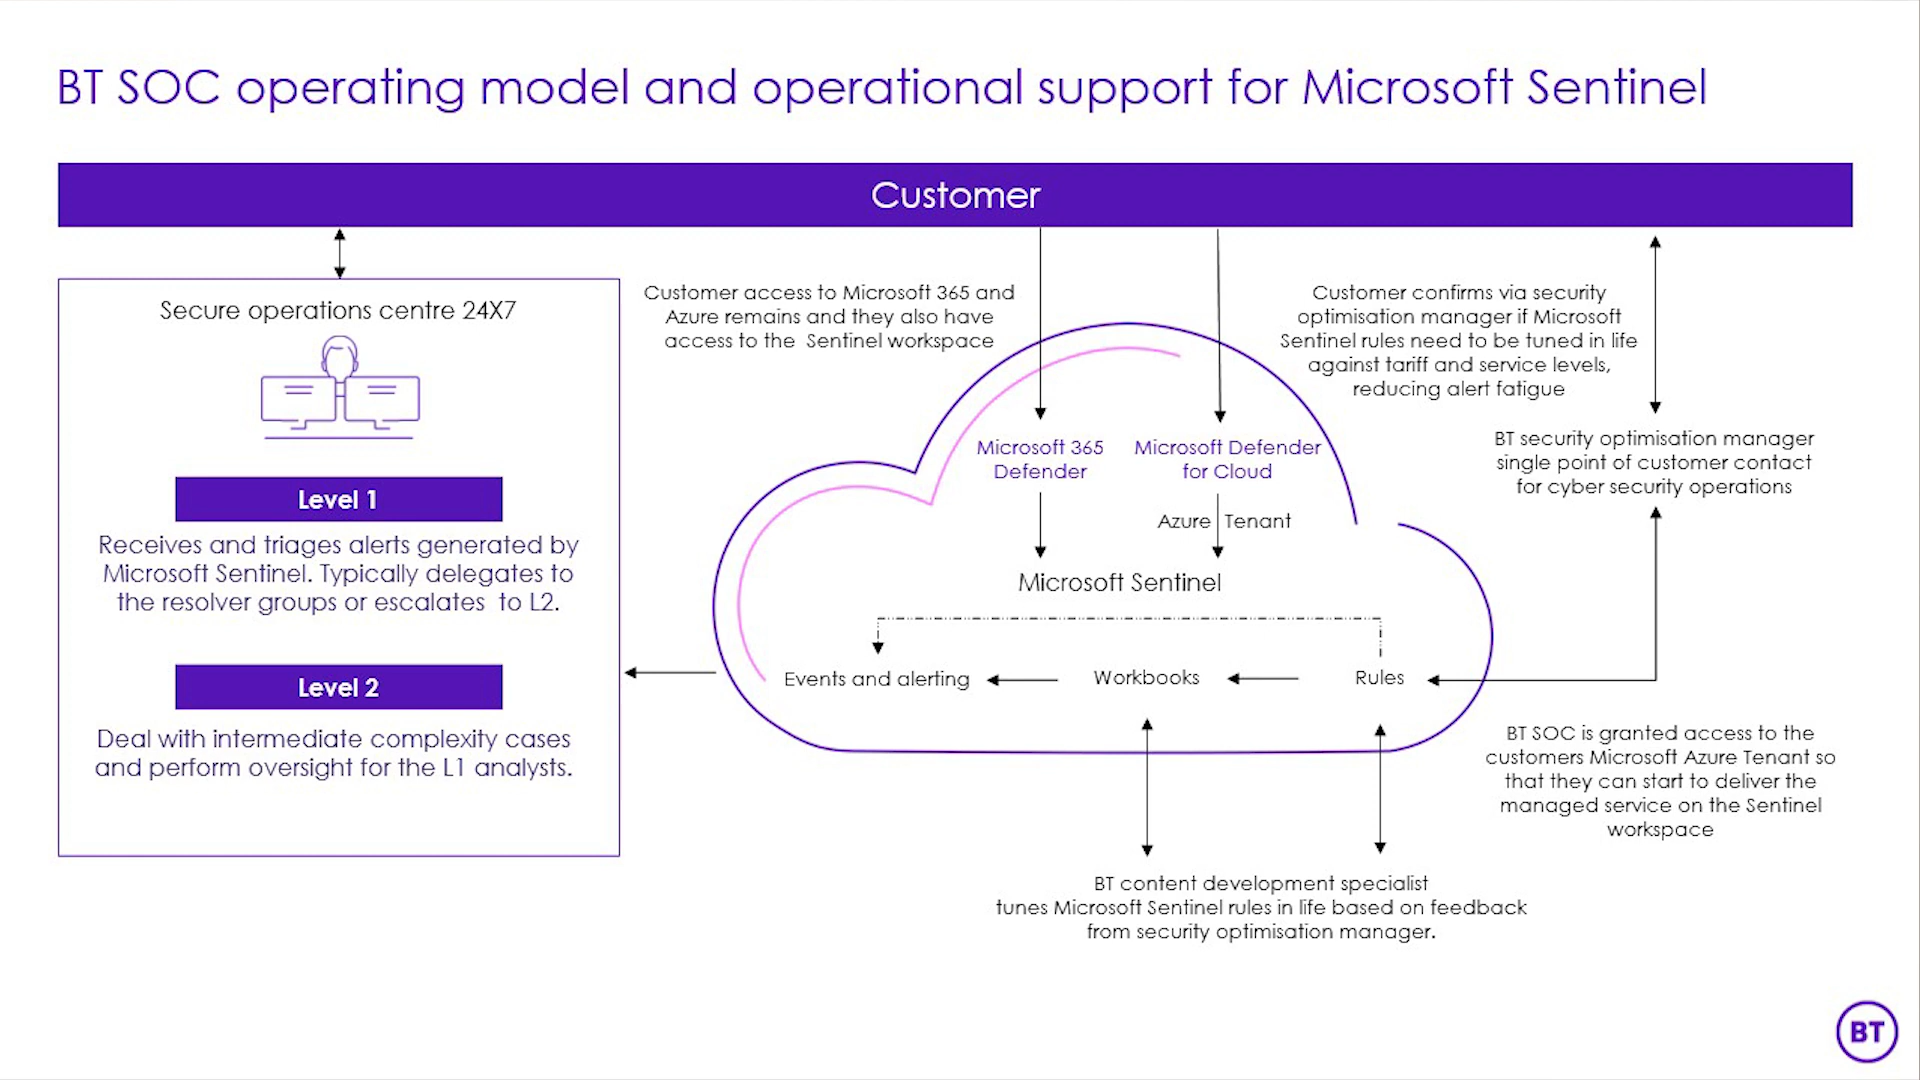 BT SOC operating model and operational support for Microsoft Sentinel
Customer
Secure operations centre 24X7
Level 1
Receives and triages alerts generated by
Microsoft Sentinel. Typically delegates to
the resolver groups or escalates to L2.
Level 2
Deal with intermediate complexity cases
and perform oversight for the L1 analysts.
Customer access to Microsoft 365 and
Azure remains and they also have
access to the Sentinel workspace
Customer confirms via security
optimisation manager if Microsoft
Sentinel rules need to be tuned in life
against tariff and service levels,
reducing alert fatigue
Microsoft 365
Defender
Microsoft Defender
for Cloud
Azure Tenant
Microsoft Sentinel
Events and alerting
Workbooks
Rules
BT security optimisation manager
single point of customer contact
for cyber security operations
BT SOC is granted access to the
customers Microsoft Azure Tenant so
that they can start to deliver the
managed service on the Sentinel
workspace
BT content development specialist
tunes Microsoft Sentinel rules in life based on feedback
from security optimisation manager.
BT